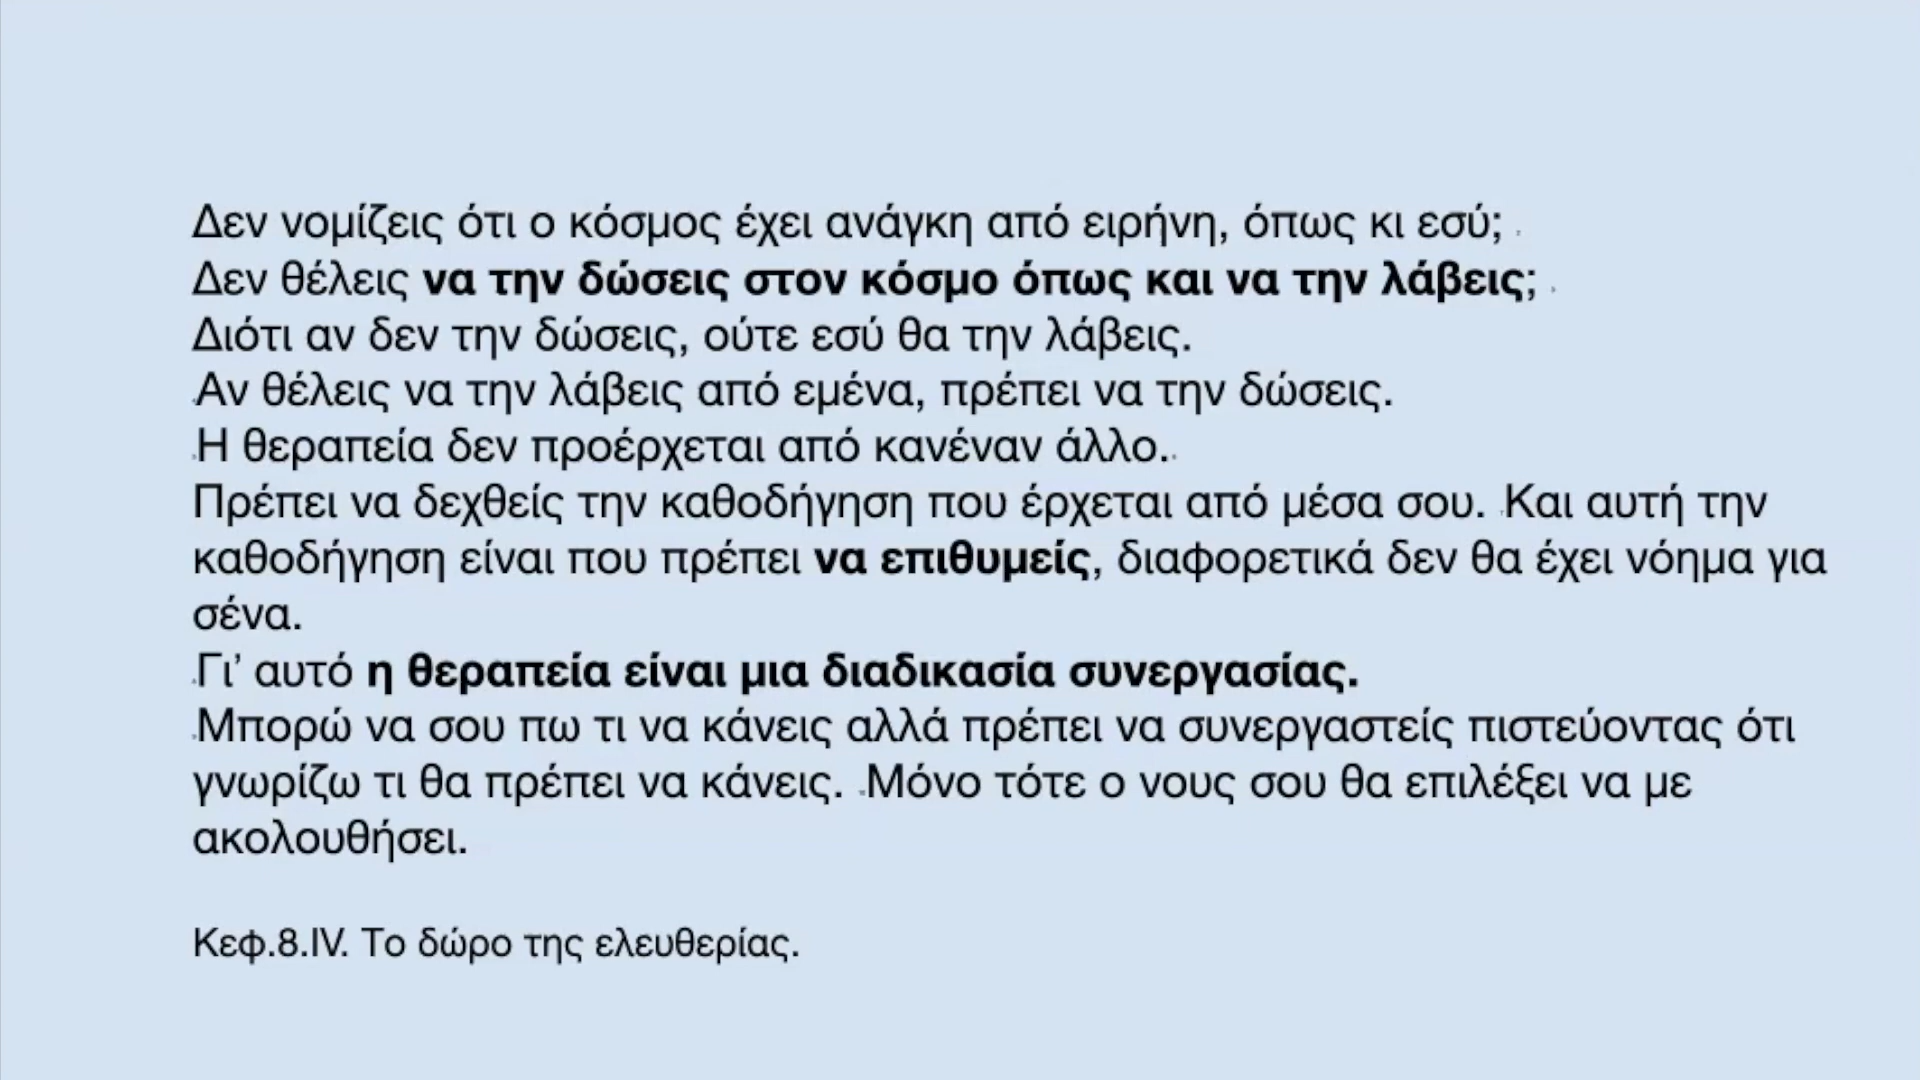 Δεν νομίζεις ότι ο κόσμος έχει ανάγκη από ειρήνη, όπως κι εσύ;
Δεν θέλεις να την δώσεις στον κόσμο όπως και να την λάβεις;
Διότι αν δεν την δώσεις, ούτε εσύ θα την λάβεις.
Αν θέλεις να την λάβεις από εμένα, πρέπει να την δώσεις.
Η θεραπεία δεν προέρχεται από κανέναν άλλο.
Πρέπει να δεχθείς την καθοδήγηση που έρχεται από μέσα σου. Και αυτή την
καθοδήγηση είναι που πρέπει να επιθυμείς, διαφορετικά δεν θα έχει νόημα για
σένα.
Γι’ αυτό η θεραπεία είναι μια διαδικασία συνεργασίας.
Μπορώ να σου πω τι να κάνεις αλλά πρέπει να συνεργαστείς πιστεύοντας ότι
γνωρίζω τι θα πρέπει να κάνεις. Μόνο τότε ο νους σου θα επιλέξει να με
ακολουθήσει.
Κεφ.8.IV. Το δώρο της ελευθερίας.